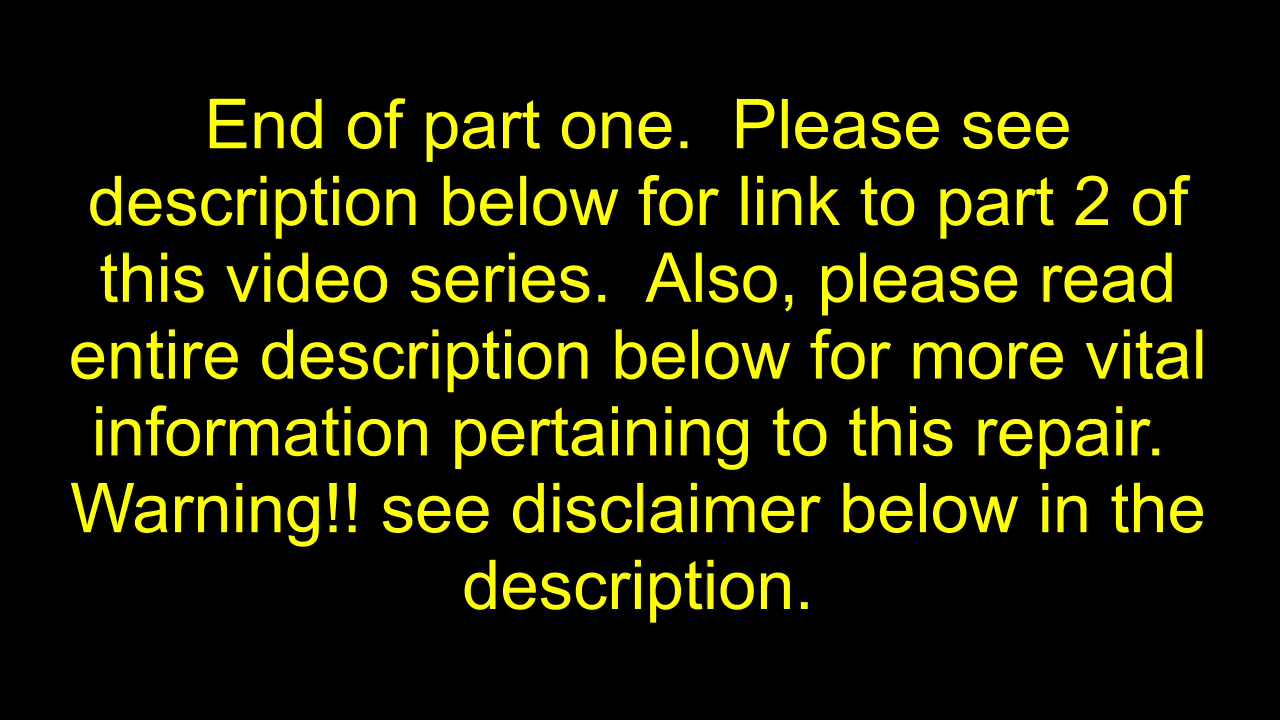 End of part one.  Please see
description below for link to part 2 of
this video series.  Also, please read
entire description below for more vital
information pertaining to this repair.
Warning!! see disclaimer below in the
description.